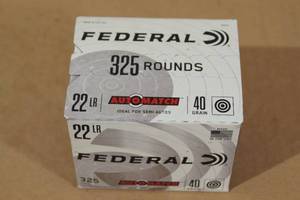 FEDERAL
325 ROUNDS
22 LR
AUTOMATCH
IDEAL FOR SEMI-AUTOS
40
GRAIN
22 LR
FEDERAL
325
AUTOMATCH
40